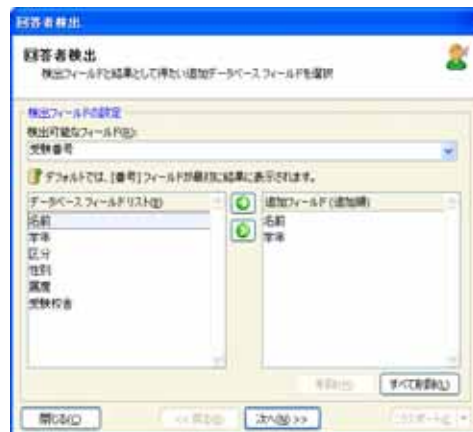 回答者検出
回答者検出
検出フィールドと結果として得たい追加データベースフィールドを選択
検出フィールドの設定
検出可能なフィールド(B):
受験番号
デフォルトでは、[番号]フィールドが最初に結果に表示されます。
データベースフィールドリスト(D)
追加フィールド(追加順)
名前
学年
区分
性別
受験校舎
名前
学年
すべて削除(L)
閉じる(C)
<< 戻る(B)
次へ(N) >>